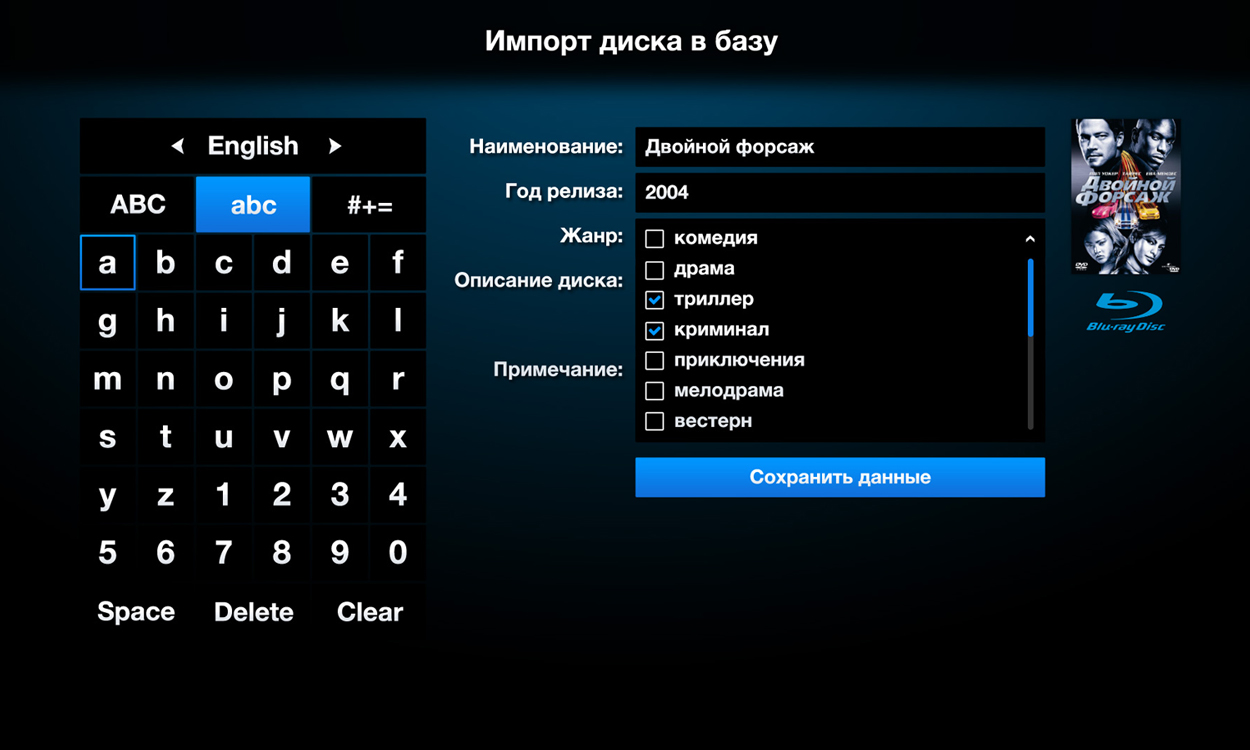 Импорт диска в базу
English
ABC abc #+=
a b c d e f
g h i j k l
m n o p q r
s t u v w x
y z 1 2 3 4
5 6 7 8 9 0
Space Delete Clear
Наименование: Двойной форсаж
Год релиза: 2004
Жанр:
Описание диска:
Примечание:
комедия
драма
триллер
криминал
приключения
мелодрама
вестерн
Сохранить данные
ДВОЙНОЙ
ФОРСАЖ
Blu-ray Disc